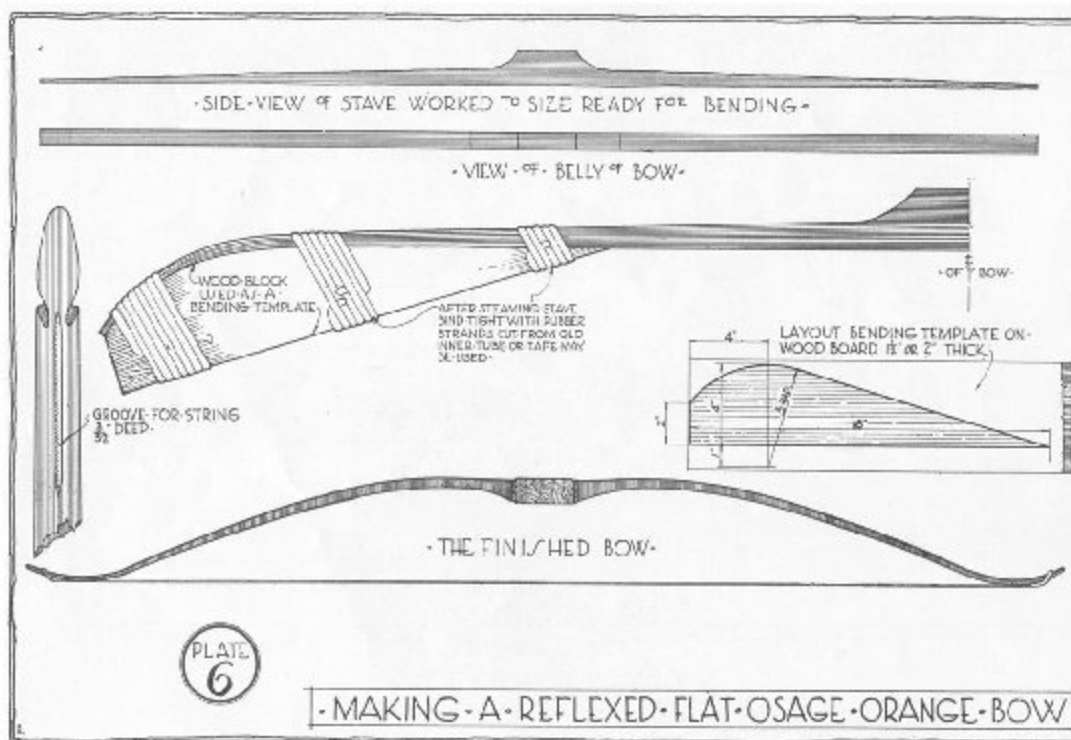 ·SIDE·VIEW OF STAVE WORKED TO SIZE READY FOR BENDING·
·VIEW·OF·BELLY OF BOW·
WOOD·BLOCK
USED·AS·A·
BENDING·TEMPLATE
AFTER·STEAMING·STAVE
BIND·TIGHT·WITH·RUBBER
STRANDS·CUT·FROM·OLD
INNER·TUBE·OR·TAPE·MAY
BE·USED·
·OF·BOW·
LAYOUT BENDING TEMPLATE ON·
WOOD BOARD 1½" OR 2" THICK
4"
2"
GROOVE·FOR·STRING
3/32" DEEP·
·THE FINISHED BOW·
PLATE
6
·MAKING·A·REFLEXED·FLAT·OSAGE·ORANGE·BOW